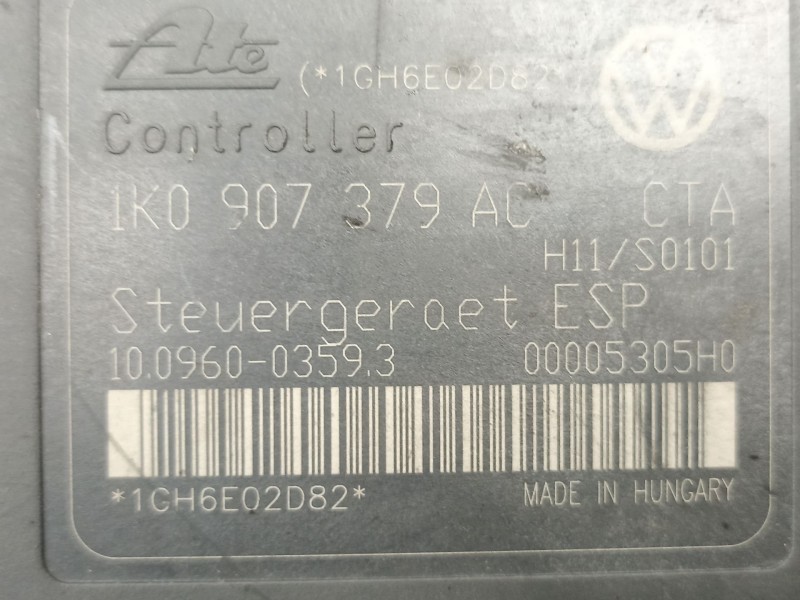 Ate (*1GH6E02D82*)
Controller
1K0 907 379 AC CTA
H11/S0101
Steuergeraet ESP
10.0960-0359.3 00005305H0
*1CH6E02D82* MADE IN HUNGARY